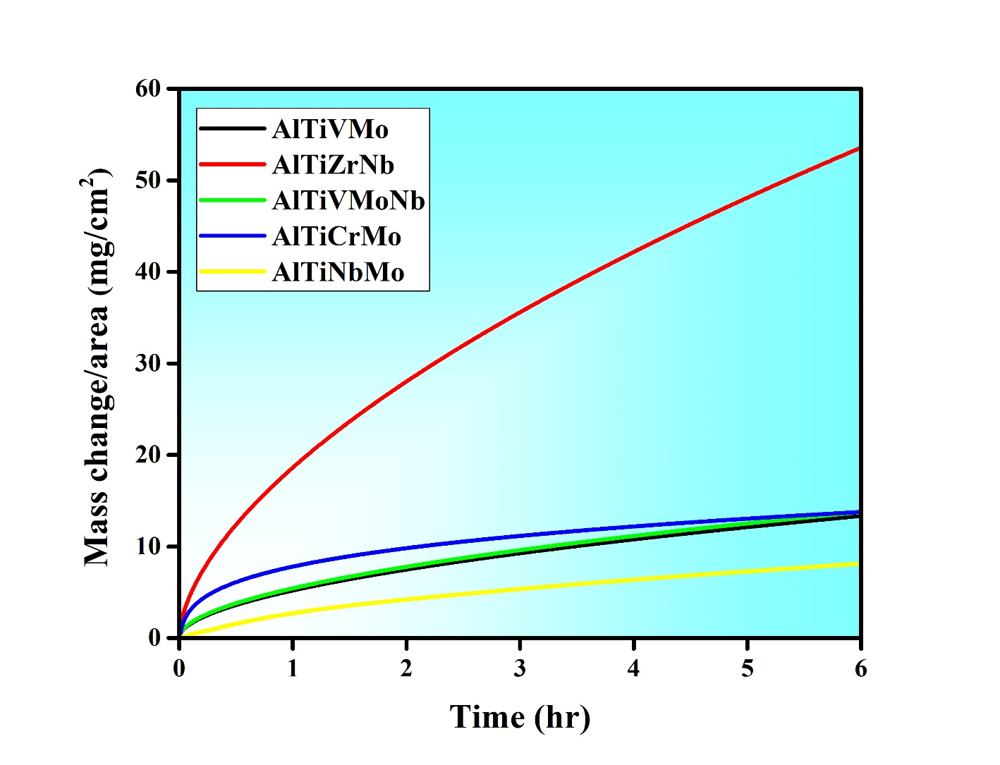 60
50
40
30
20
10
0
Mass change/area (mg/cm²)
AlTiVMo
AlTiZrNb
AlTiVMoNb
AlTiCrMo
AlTiNbMo
0 1 2 3 4 5 6
Time (hr)